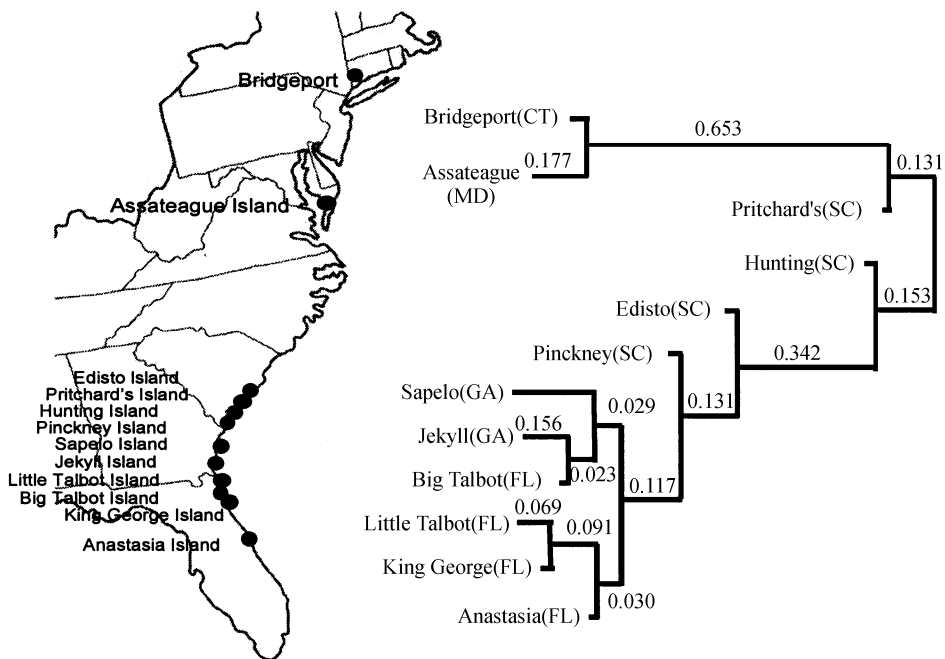 Bridgeport
Assateague Island
Edisto Island
Pritchard's Island
Hunting Island
Pinckney Island
Sapelo Island
Jekyll Island
Little Talbot Island
Big Talbot Island
King George Island
Anastasia Island
Bridgeport(CT)
0.653
0.177
Assateague
(MD)
0.131
Pritchard's(SC)
Hunting(SC)
0.153
Edisto(SC)
0.342
Pinckney(SC)
0.131
Sapelo(GA)
0.029
0.156
Jekyll(GA)
0.023
Big Talbot(FL)
0.117
0.069
Little Talbot(FL)
0.091
King George(FL)
0.030
Anastasia(FL)